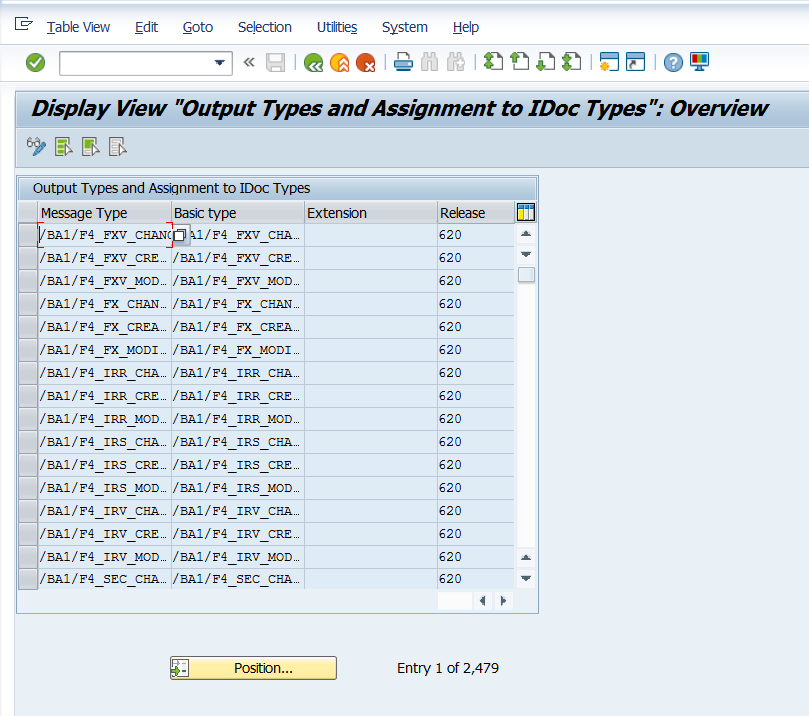 Table View Edit Goto Selection Utilities System Help
Display View "Output Types and Assignment to IDoc Types": Overview
Output Types and Assignment to IDoc Types
Message Type Basic type Extension Release
/BA1/F4_FXV_CHANG A1/F4_FXV_CHA… 620
/BA1/F4_FXV_CRE… /BA1/F4_FXV_CRE… 620
/BA1/F4_FXV_MOD… /BA1/F4_FXV_MOD… 620
/BA1/F4_FX_CHAN… /BA1/F4_FX_CHAN… 620
/BA1/F4_FX_CREA… /BA1/F4_FX_CREA… 620
/BA1/F4_FX_MODI… /BA1/F4_FX_MODI… 620
/BA1/F4_IRR_CHA… /BA1/F4_IRR_CHA… 620
/BA1/F4_IRR_CRE… /BA1/F4_IRR_CRE… 620
/BA1/F4_IRR_MOD… /BA1/F4_IRR_MOD… 620
/BA1/F4_IRS_CHA… /BA1/F4_IRS_CHA… 620
/BA1/F4_IRS_CRE… /BA1/F4_IRS_CRE… 620
/BA1/F4_IRS_MOD… /BA1/F4_IRS_MOD… 620
/BA1/F4_IRV_CHA… /BA1/F4_IRV_CHA… 620
/BA1/F4_IRV_CRE… /BA1/F4_IRV_CRE… 620
/BA1/F4_IRV_MOD… /BA1/F4_IRV_MOD… 620
/BA1/F4_SEC_CHA… /BA1/F4_SEC_CHA… 620
Position... Entry 1 of 2,479